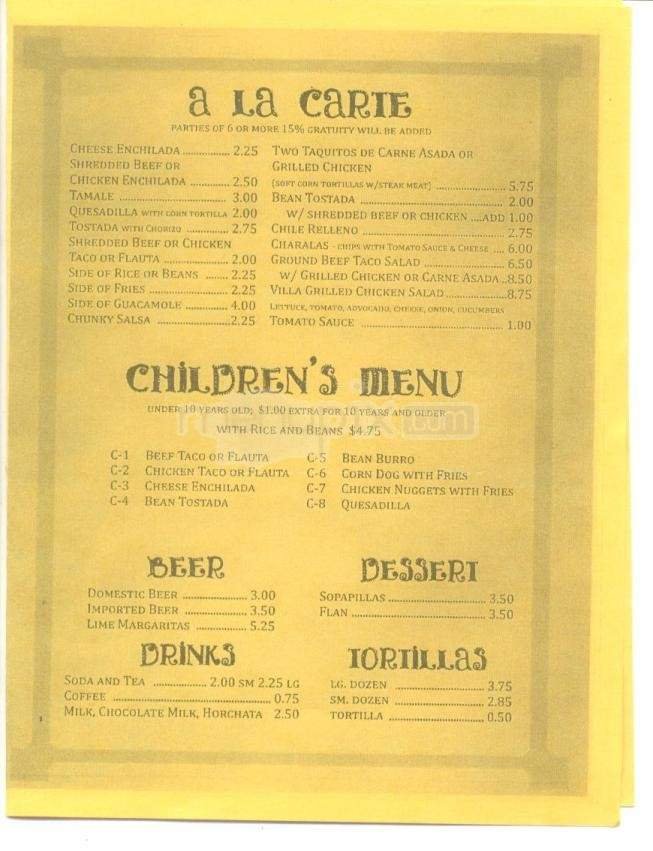 A LA CARTE
PARTIES OF 6 OR MORE 15% GRATUITY WILL BE ADDED
CHEESE ENCHILADA .............. 2.25
SHREDDED BEEF OR
CHICKEN ENCHILADA ............ 2.50
TAMALE ............................ 3.00
QUESADILLA WITH CORN TORTILLA 2.00
TOSTADA WITH CHORIZO ............... 2.75
SHREDDED BEEF OR CHICKEN
TACO OR FLAUTA ................. 2.00
SIDE OF RICE OR BEANS ....... 2.25
SIDE OF FRIES ..................... 2.25
SIDE OF GUACAMOLE ............. 4.00
CHUNKY SALSA .....................2.25
TWO TAQUITOS DE CARNE ASADA OR
GRILLED CHICKEN
(SOFT CORN TORTILLAS W/STEAK MEAT) ................... 5.75
BEAN TOSTADA ................................ 2.00
W/ SHREDDED BEEF OR CHICKEN ....ADD 1.00
CHILE RELLENO ................................ 2.75
CHARALAS - CHIPS WITH TOMATO SAUCE & CHEESE .... 6.00
GROUND BEEF TACO SALAD ..................... 6.50
W/ GRILLED CHICKEN OR CARNE ASADA..8.50
VILLA GRILLED CHICKEN SALAD................8.75
LETTUCE, TOMATO, ADVOCADO, CHEESE, ONION, CUCUMBERS
TOMATO SAUCE ................................ 1.00
CHILDREN'S MENU
UNDER 10 YEARS OLD; $1.00 EXTRA FOR 10 YEARS AND OLDER
WITH RICE AND BEANS $4.75
C-1 BEEF TACO OR FLAUTA
C-2 CHICKEN TACO OR FLAUTA
C-3 CHEESE ENCHILADA
C-4 BEAN TOSTADA
C-5 BEAN BURRO
C-6 CORN DOG WITH FRIES
C-7 CHICKEN NUGGETS WITH FRIES
C-8 QUESADILLA
BEER
DOMESTIC BEER .................... 3.00
IMPORTED BEER ................... 3.50
LIME MARGARITAS ............... 5.25
DESSERT
SOPAPILLAS............................. 3.50
FLAN ..................................... 3.50
DRINKS
SODA AND TEA ............... 2.00 SM 2.25 LG
COFFEE ............................................ 0.75
MILK, CHOCOLATE MILK, HORCHATA 2.50
TORTILLAS
LG. DOZEN ........................ 3.75
SM. DOZEN ........................ 2.85
TORTILLA ......................... 0.50